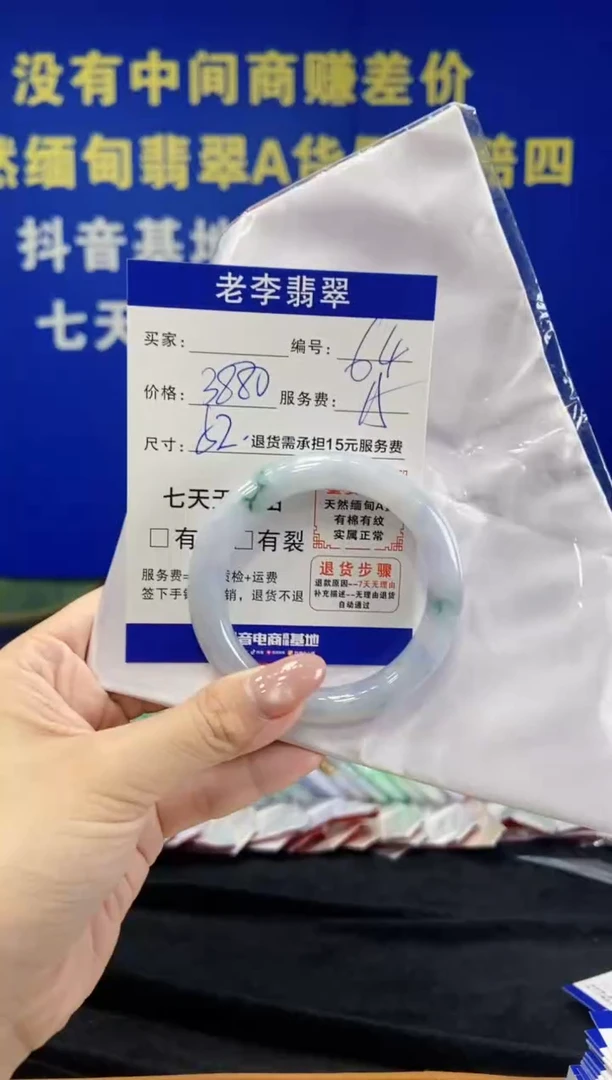 没有中间商赚差价
然缅甸翡翠A货
赔四
抖音基地
七天
老李翡翠
买家: 编号: 64
价格: 3880 服务费: 15
尺寸: 62. 退货需承担15元服务费
七天无
天然缅甸A
有棉有纹
实属正常
□有 □有裂
服务费= 质检+运费
签下手 销,退货不退
退货步骤
退款原因--7天无理由
补充描述--无理由退货
自动通过
抖音电商 基地